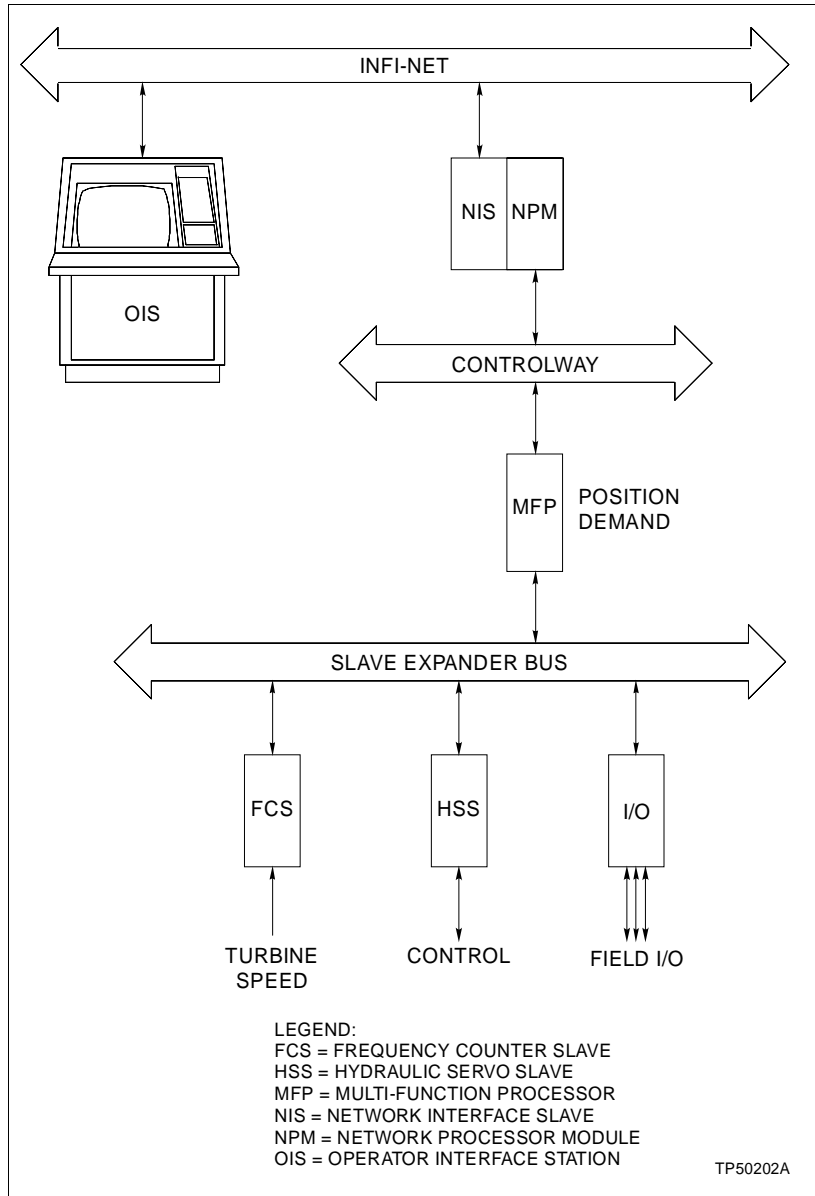 INFI-NET
NIS NPM
OIS
CONTROLWAY
MFP
POSITION
DEMAND
SLAVE EXPANDER BUS
FCS
HSS
I/O
TURBINE
SPEED
CONTROL
FIELD I/O
LEGEND:
FCS = FREQUENCY COUNTER SLAVE
HSS = HYDRAULIC SERVO SLAVE
MFP = MULTI-FUNCTION PROCESSOR
NIS = NETWORK INTERFACE SLAVE
NPM = NETWORK PROCESSOR MODULE
OIS = OPERATOR INTERFACE STATION
TP50202A